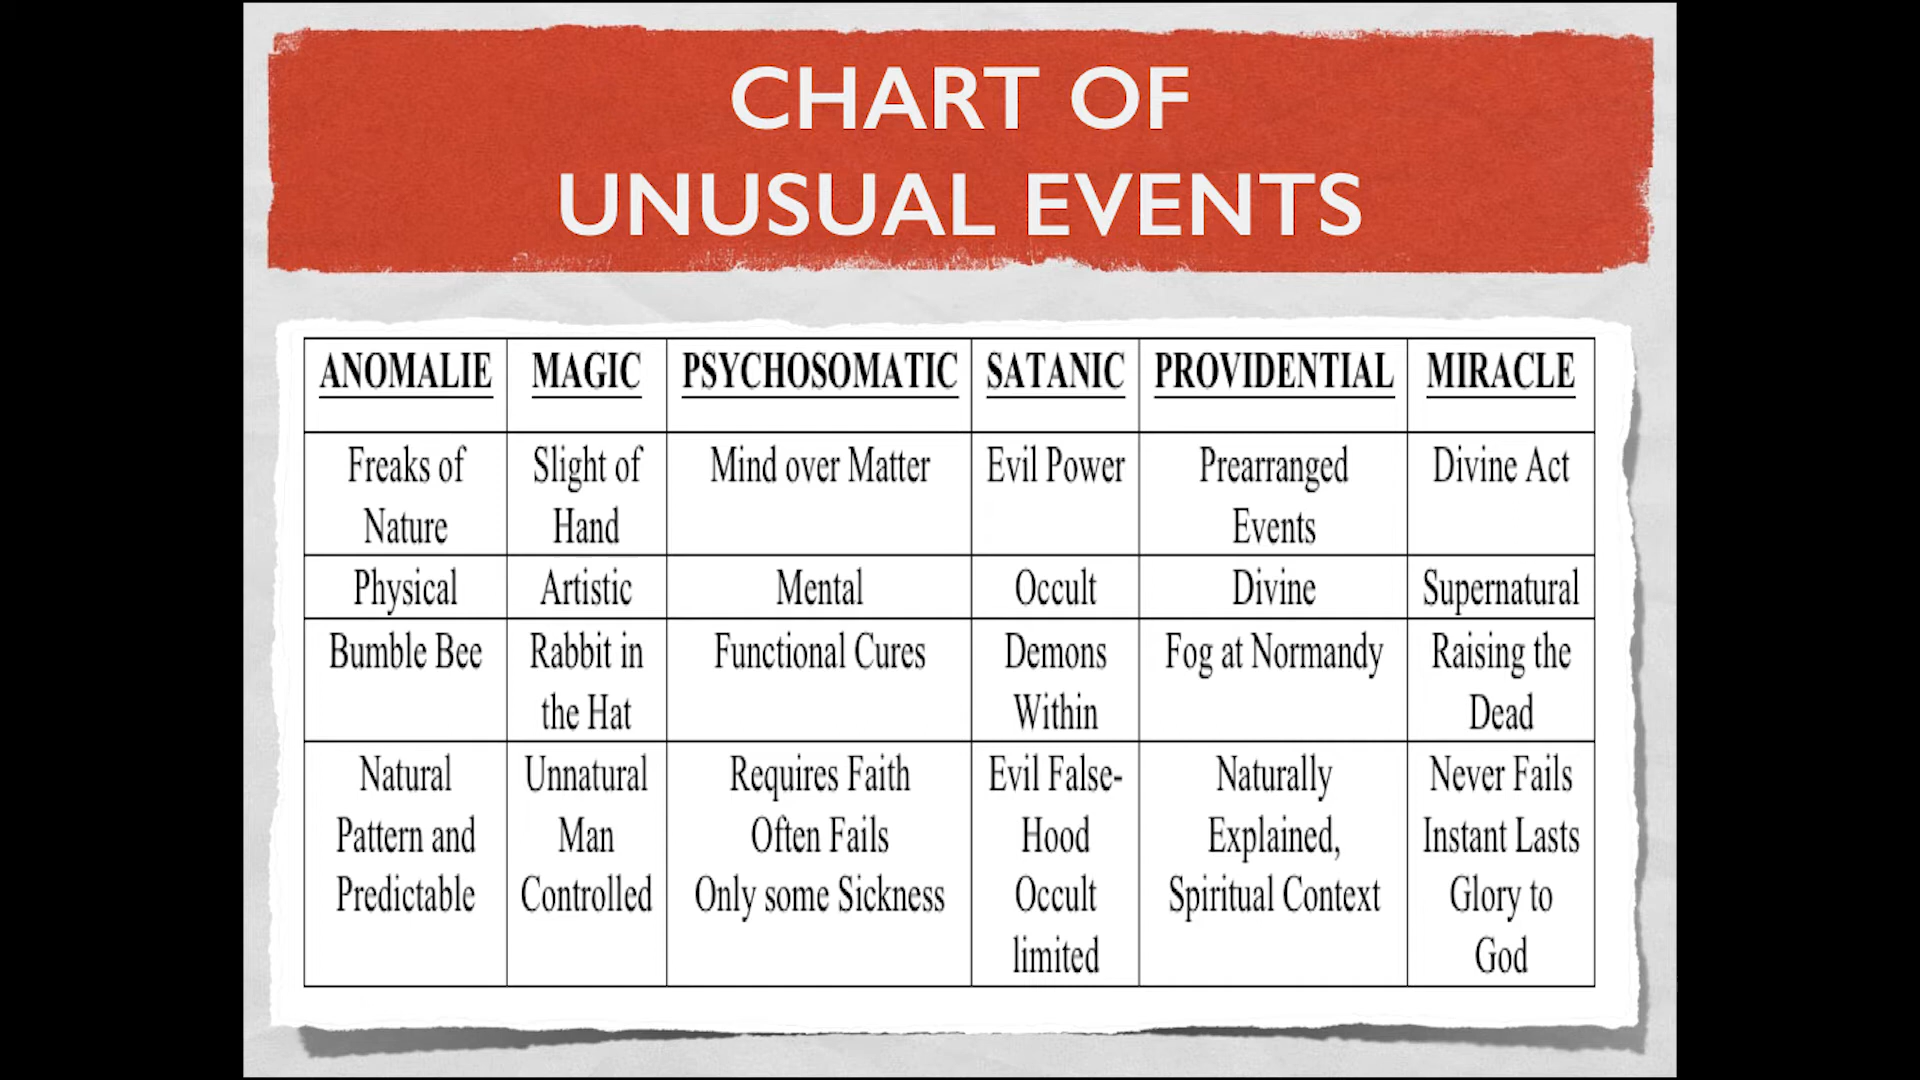 CHART OF
UNUSUAL EVENTS
ANOMALIE MAGIC PSYCHOSOMATIC SATANIC PROVIDENTIAL MIRACLE
Freaks of Slight of Mind over Matter Evil Power Prearranged Divine Act
Nature Hand Events
Physical Artistic Mental Occult Divine Supernatural
Bumble Bee Rabbit in Functional Cures Demons Fog at Normandy Raising the
the Hat Within Dead
Natural Unnatural Requires Faith Evil False- Naturally Never Fails
Pattern and Man Often Fails Hood Explained, Instant Lasts
Predictable Controlled Only some Sickness Occult Spiritual Context Glory to
limited God